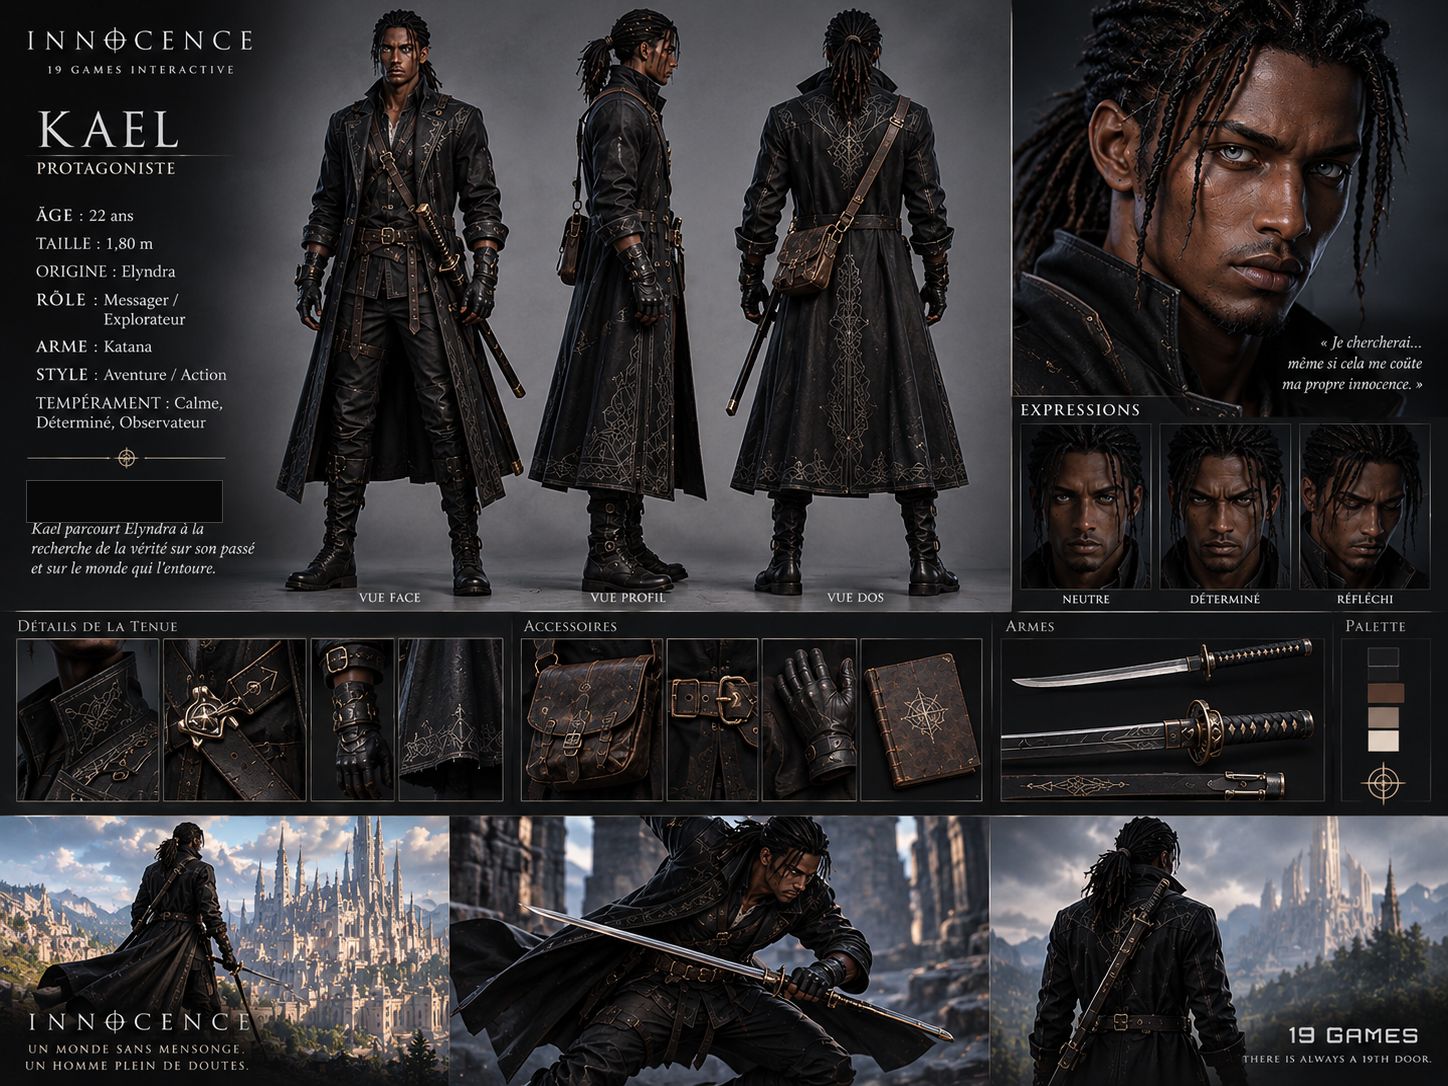 INNOCENCE
19 GAMES INTERACTIVE
KAEL
PROTAGONISTE
ÂGE : 22 ans
TAILLE : 1,80 m
ORIGINE : Elyndra
RÔLE : Messager /
Explorateur
ARME : Katana
STYLE : Aventure / Action
TEMPÉRAMENT : Calme,
Déterminé, Observateur
Kael parcourt Elyndra à la
recherche de la vérité sur son passé
et sur le monde qui l'entoure.
VUE FACE
VUE PROFIL
VUE DOS
« Je chercherai...
même si cela me coûte
ma propre innocence. »
EXPRESSIONS
NEUTRE
DÉTERMINÉ
RÉFLÉCHI
DÉTAILS DE LA TENUE
ACCESSOIRES
ARMES
PALETTE
INNOCENCE
UN MONDE SANS MENSONGE.
UN HOMME PLEIN DE DOUTES.
19 GAMES
THERE IS ALWAYS A 19TH DOOR.